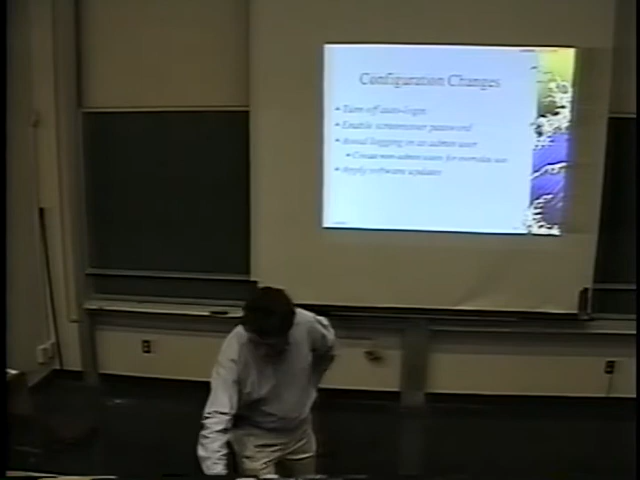 Configuration Changes
Turn off auto-login
Enable screensaver password
Avoid logging in as admin user
Create non-admin users for everyday use
Apply software updates